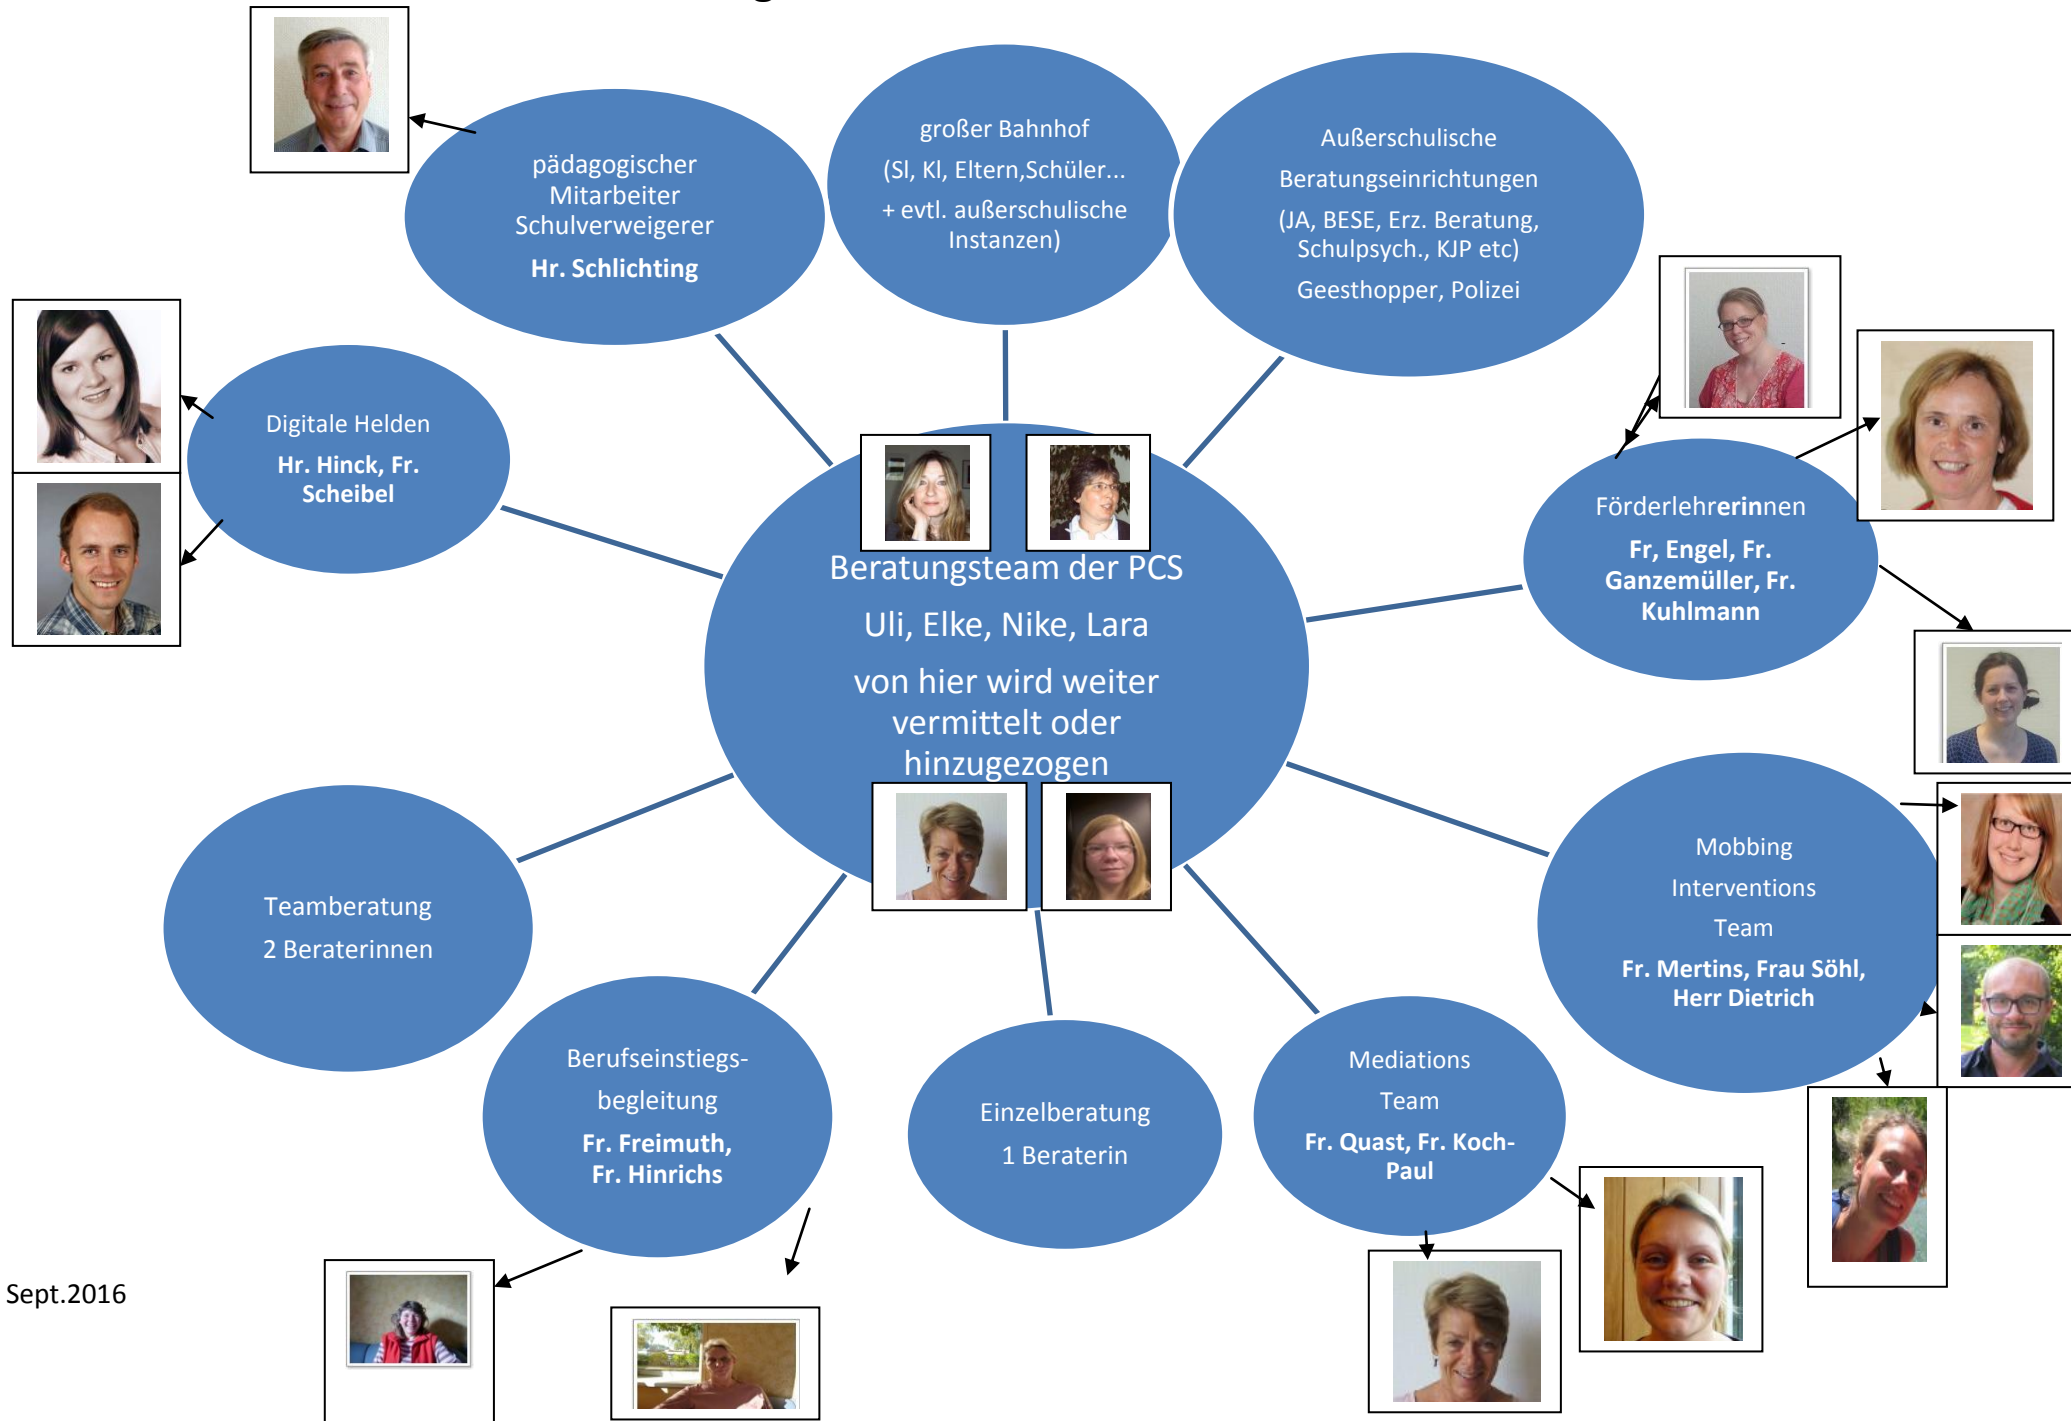 pädagogischer
Mitarbeiter
Schulverweigerer
Hr. Schlichting
großer Bahnhof
(Sl, Kl, Eltern,Schüler...
+ evtl. außerschulische
Instanzen)
Außerschulische
Beratungseinrichtungen
(JA, BESE, Erz. Beratung,
Schulpsych., KJP etc)
Geesthopper, Polizei
Digitale Helden
Hr. Hinck, Fr.
Scheibel
Förderlehrerinnen
Fr, Engel, Fr.
Ganzemüller, Fr.
Kuhlmann
Beratungsteam der PCS
Uli, Elke, Nike, Lara
von hier wird weiter
vermittelt oder
hinzugezogen
Teamberatung
2 Beraterinnen
Mobbing
Interventions
Team
Fr. Mertins, Frau Söhl,
Herr Dietrich
Berufseinstiegs-
begleitung
Fr. Freimuth,
Fr. Hinrichs
Einzelberatung
1 Beraterin
Mediations
Team
Fr. Quast, Fr. Koch-
Paul
Sept.2016